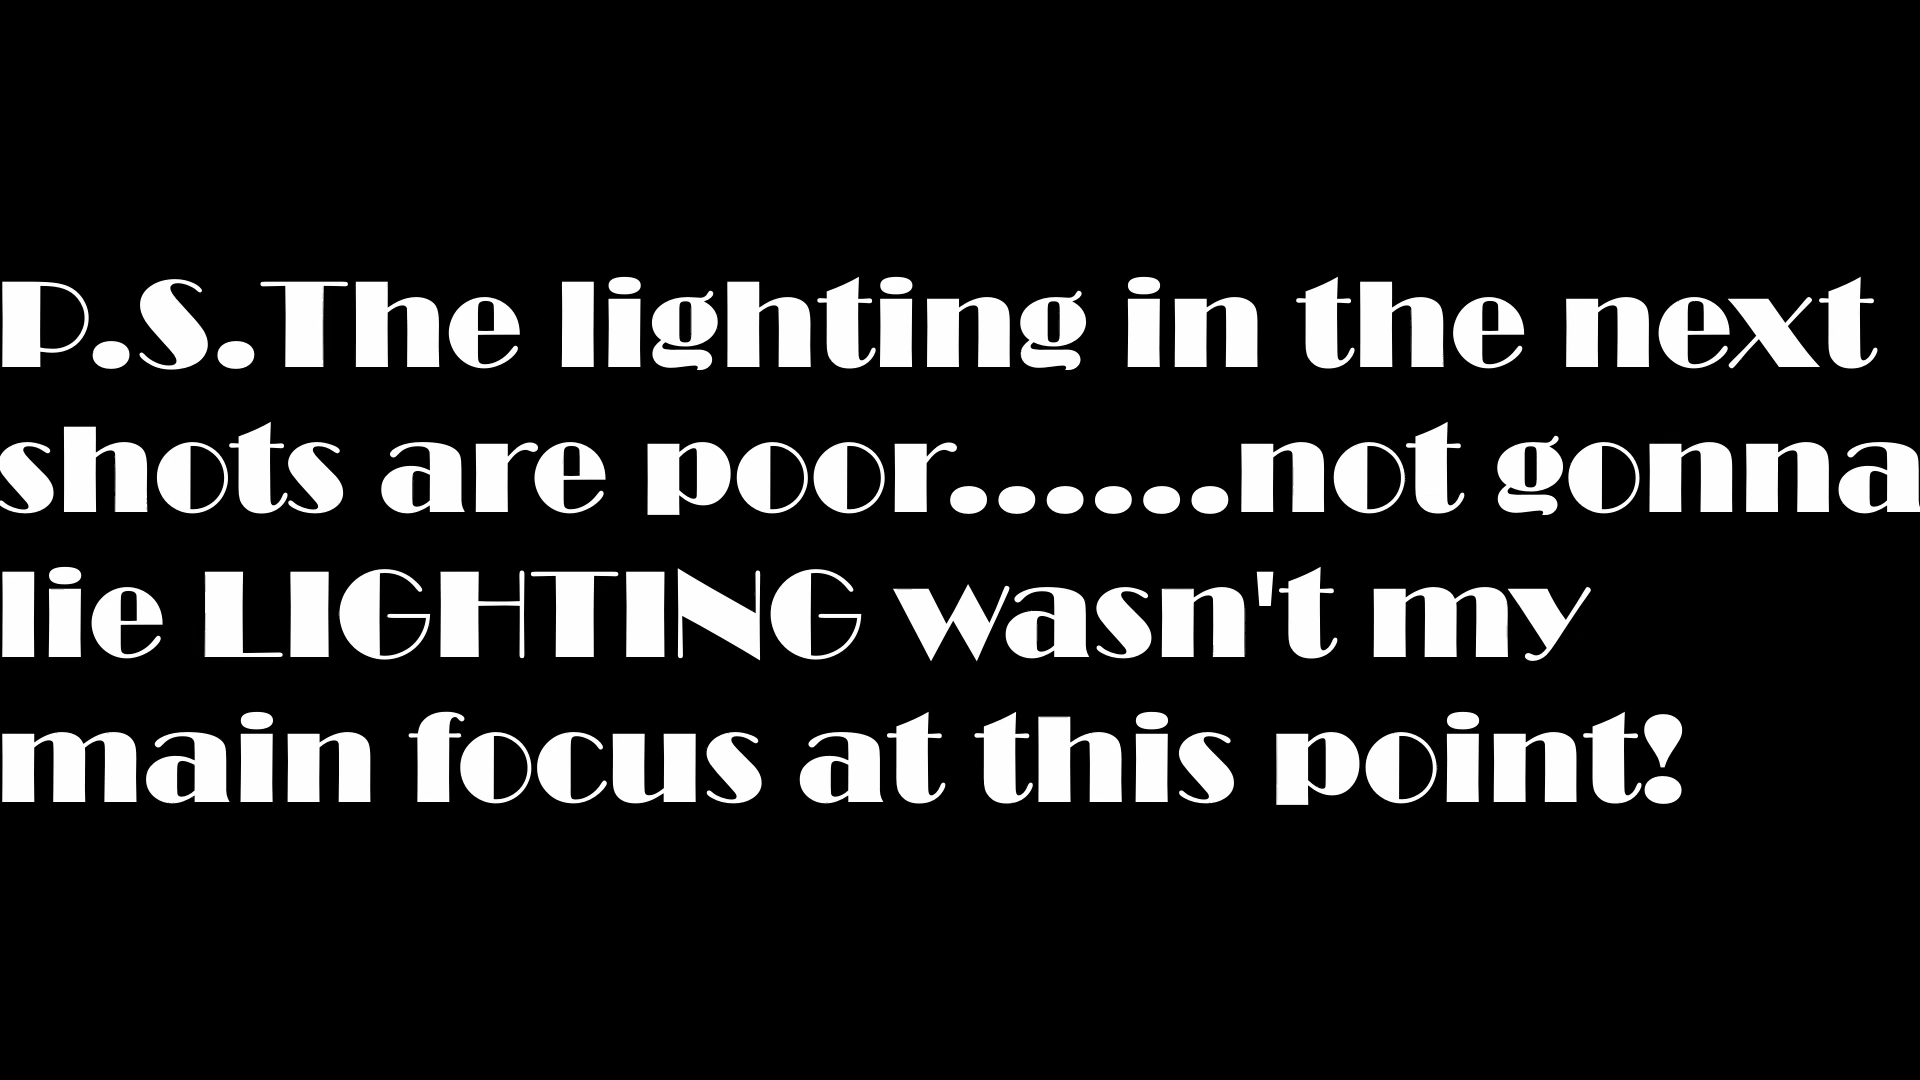 P.S.The lighting in the next
shots are poor......not gonna
lie LIGHTING wasn't my
main focus at this point!